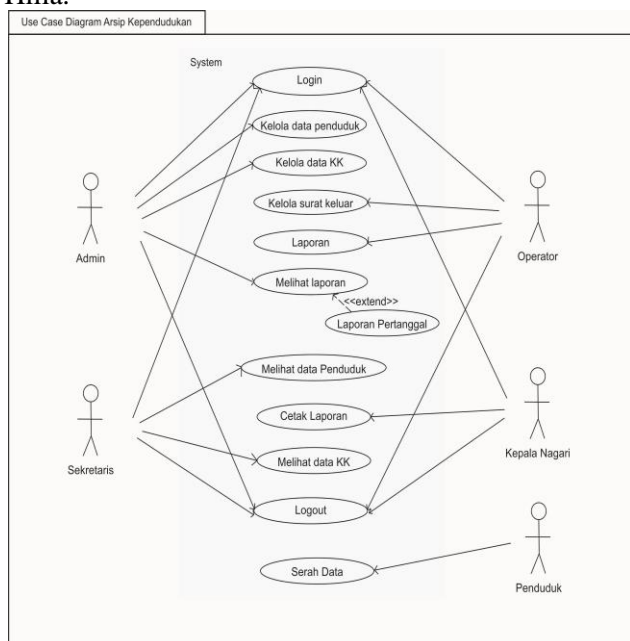 Use Case Diagram Arsip Kependudukan
System
Login
Kelola data penduduk
Kelola data KK
Kelola surat keluar
Laporan
Melihat laporan
<<extend>>
Laporan Pertanggal
Melihat data Penduduk
Cetak Laporan
Melihat data KK
Logout
Serah Data
Admin
Sekretaris
Operator
Kepala Nagari
Penduduk